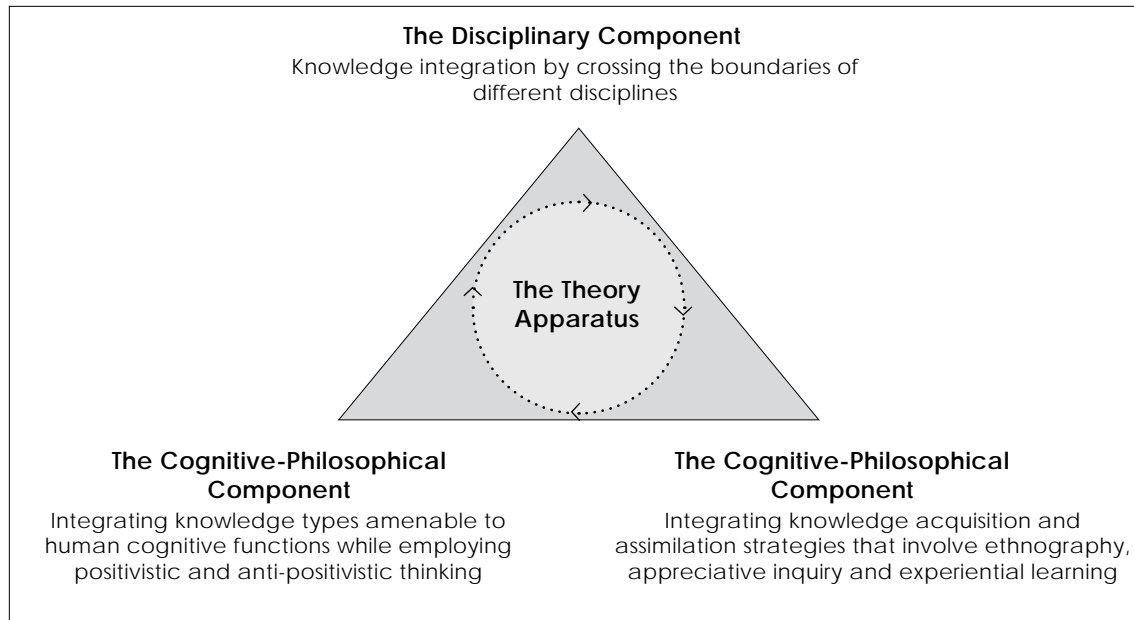 The Disciplinary Component
Knowledge integration by crossing the boundaries of
different disciplines
The Theory
Apparatus
The Cognitive-Philosophical
Component
Integrating knowledge types amenable to
human cognitive functions while employing
positivistic and anti-positivistic thinking
The Cognitive-Philosophical
Component
Integrating knowledge acquisition and
assimilation strategies that involve ethnography,
appreciative inquiry and experiential learning